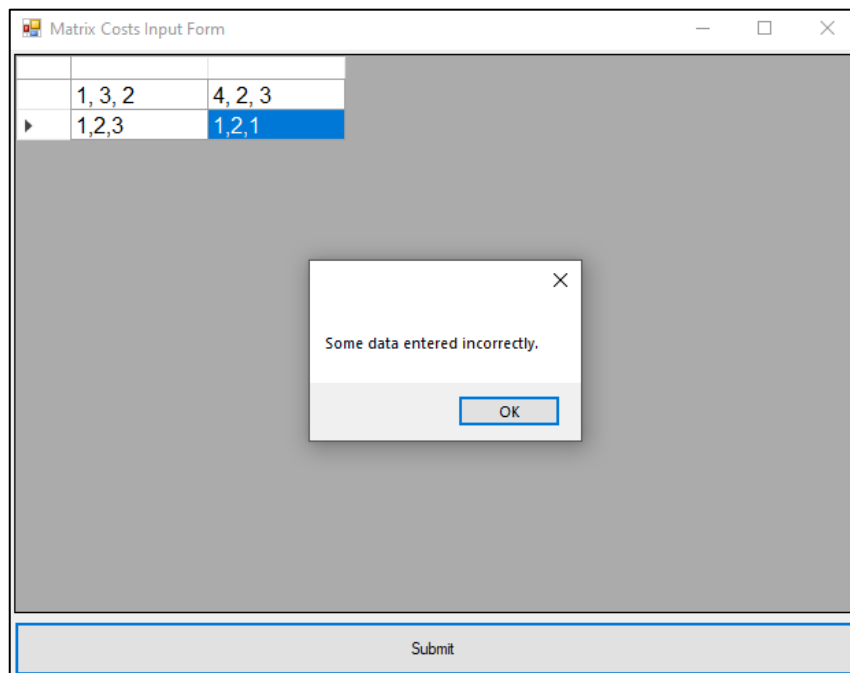 Matrix Costs Input Form
1, 3, 2 4, 2, 3
1,2,3 1,2,1
Some data entered incorrectly.
OK
Submit